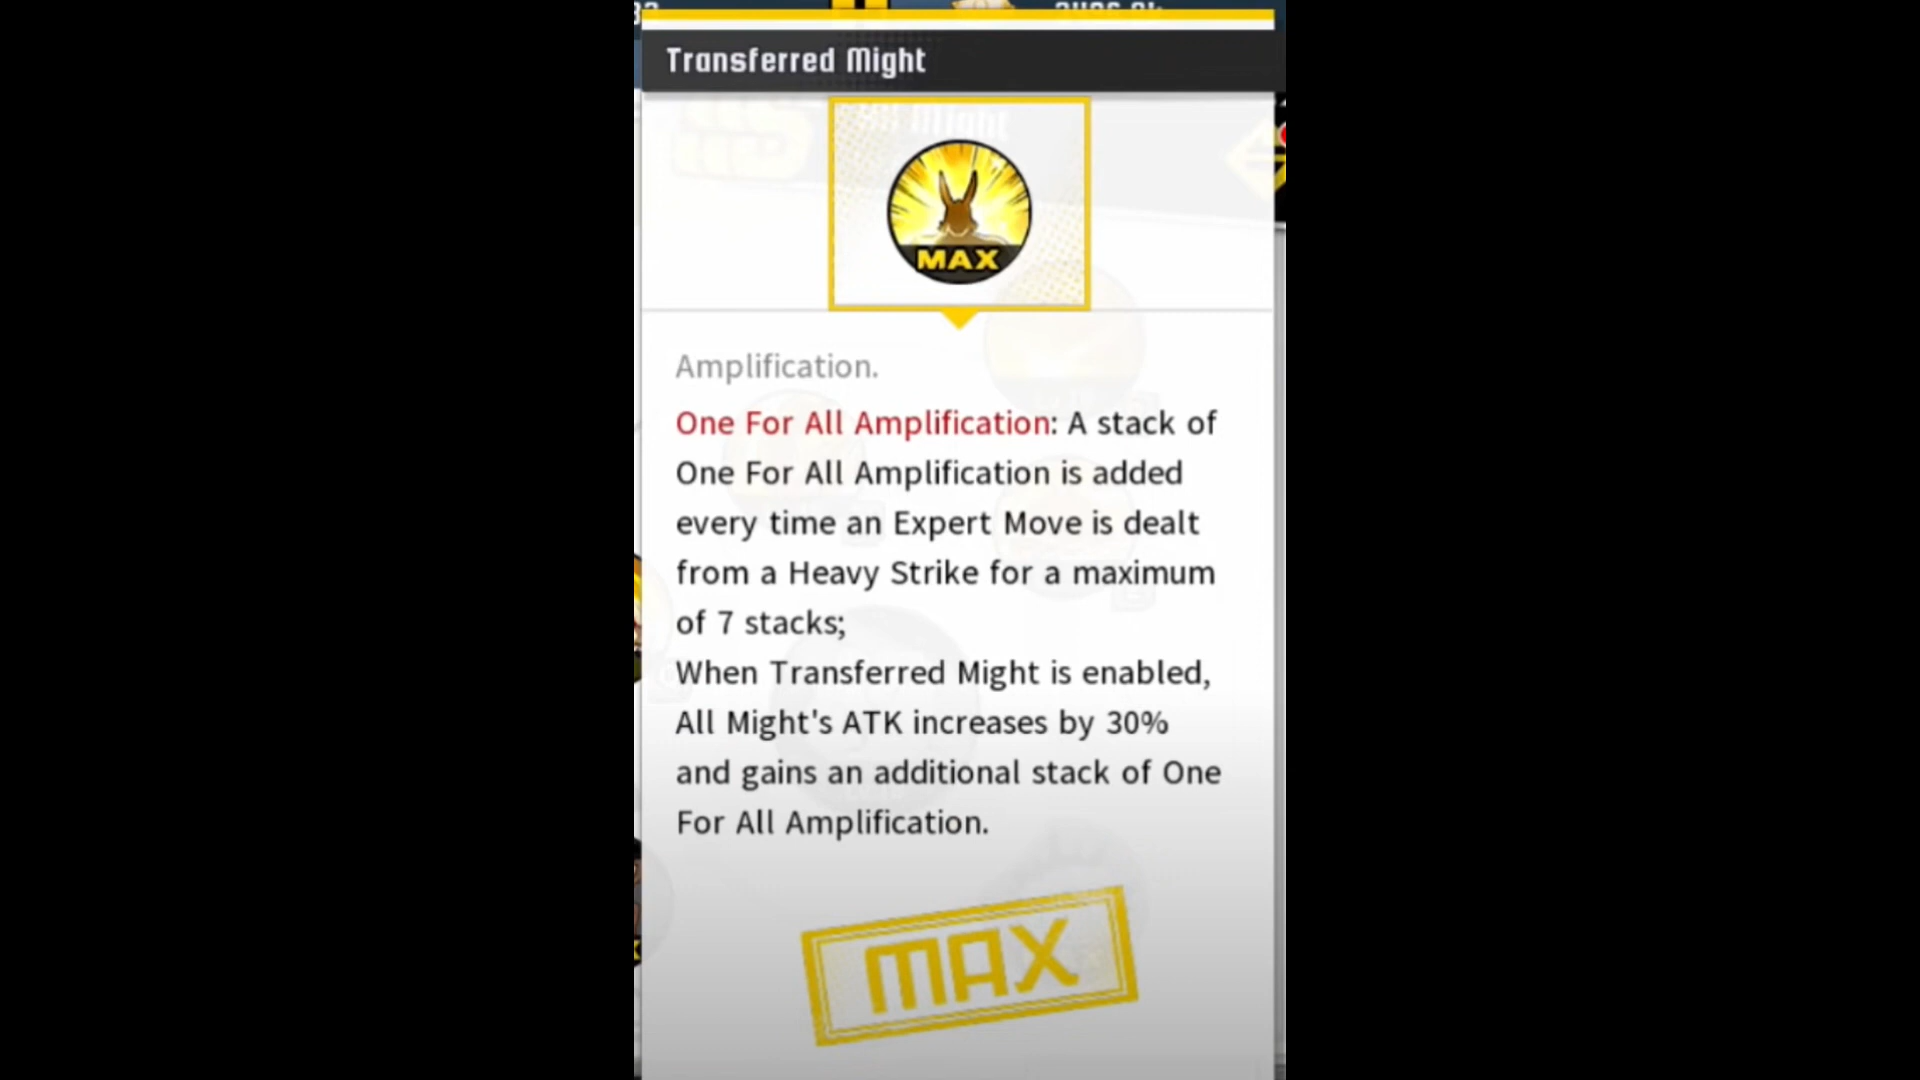 Transferred Might
MAX
Amplification.
One For All Amplification: A stack of
One For All Amplification is added
every time an Expert Move is dealt
from a Heavy Strike for a maximum
of 7 stacks;
When Transferred Might is enabled,
All Might's ATK increases by 30%
and gains an additional stack of One
For All Amplification.
MAX